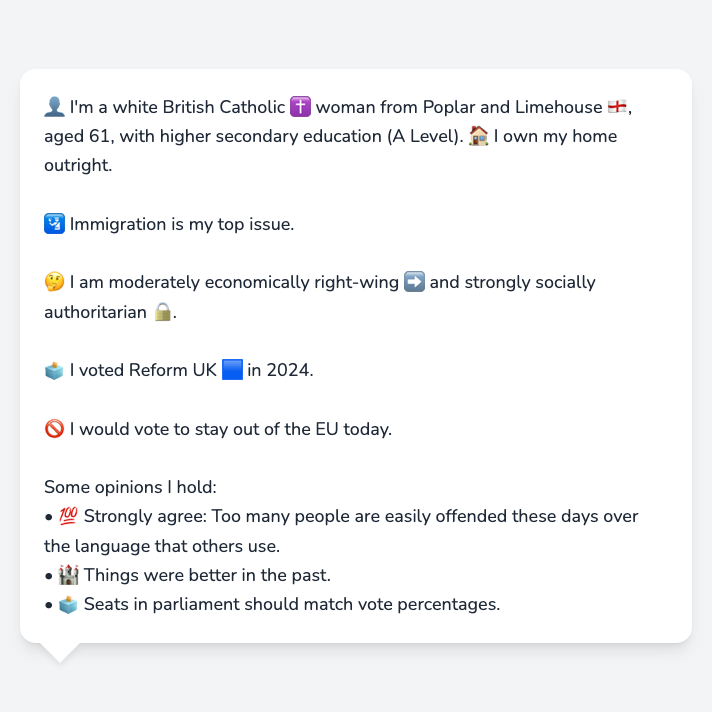 👤 I'm a white British Catholic ✝️ woman from Poplar and Limehouse 🏴󠁧󠁢󠁥󠁮󠁧󠁿,
aged 61, with higher secondary education (A Level). 🏠 I own my home
outright.
🛂 Immigration is my top issue.
🤔 I am moderately economically right-wing ➡️ and strongly socially
authoritarian 🔒.
🗳️ I voted Reform UK 🟦 in 2024.
🚫 I would vote to stay out of the EU today.
Some opinions I hold:
• 💯 Strongly agree: Too many people are easily offended these days over
the language that others use.
• 🏰 Things were better in the past.
• 🗳️ Seats in parliament should match vote percentages.